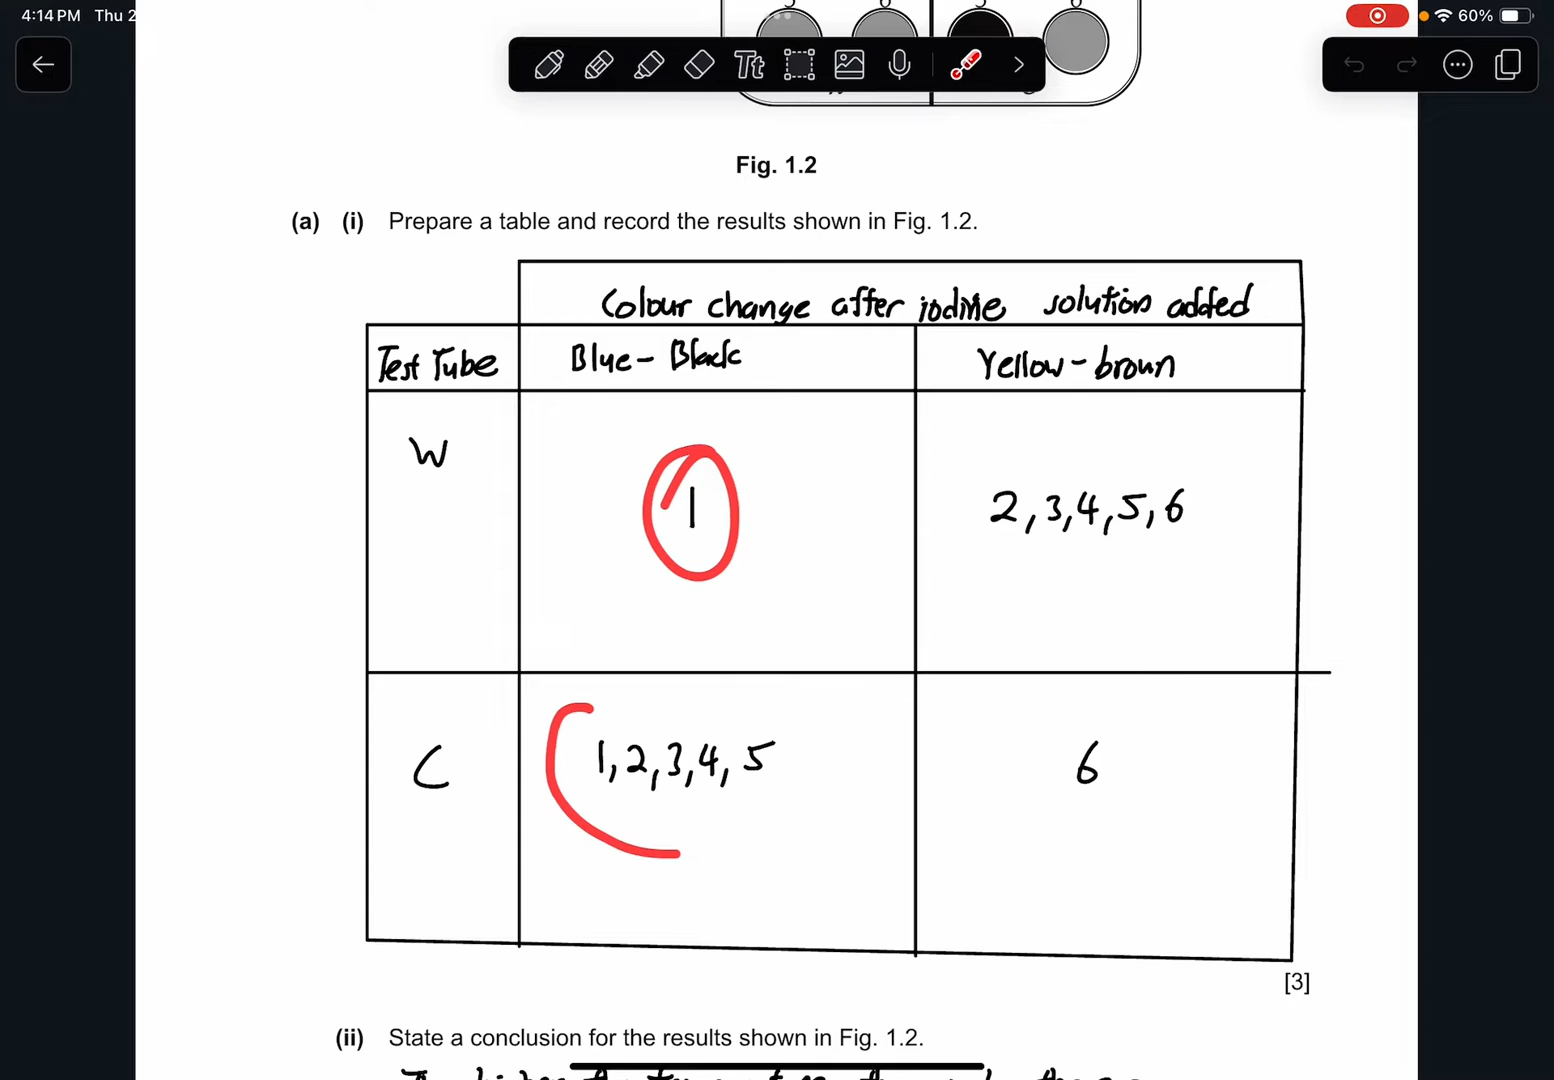 4:14 PM Thu 2
60%
Tt
Fig. 1.2
(a) (i) Prepare a table and record the results shown in Fig. 1.2.
Colour change after iodine solution added
Test Tube Blue-Black Yellow-brown
W 1 2,3,4,5,6
C 1,2,3,4,5 6
[3]
(ii) State a conclusion for the results shown in Fig. 1.2.